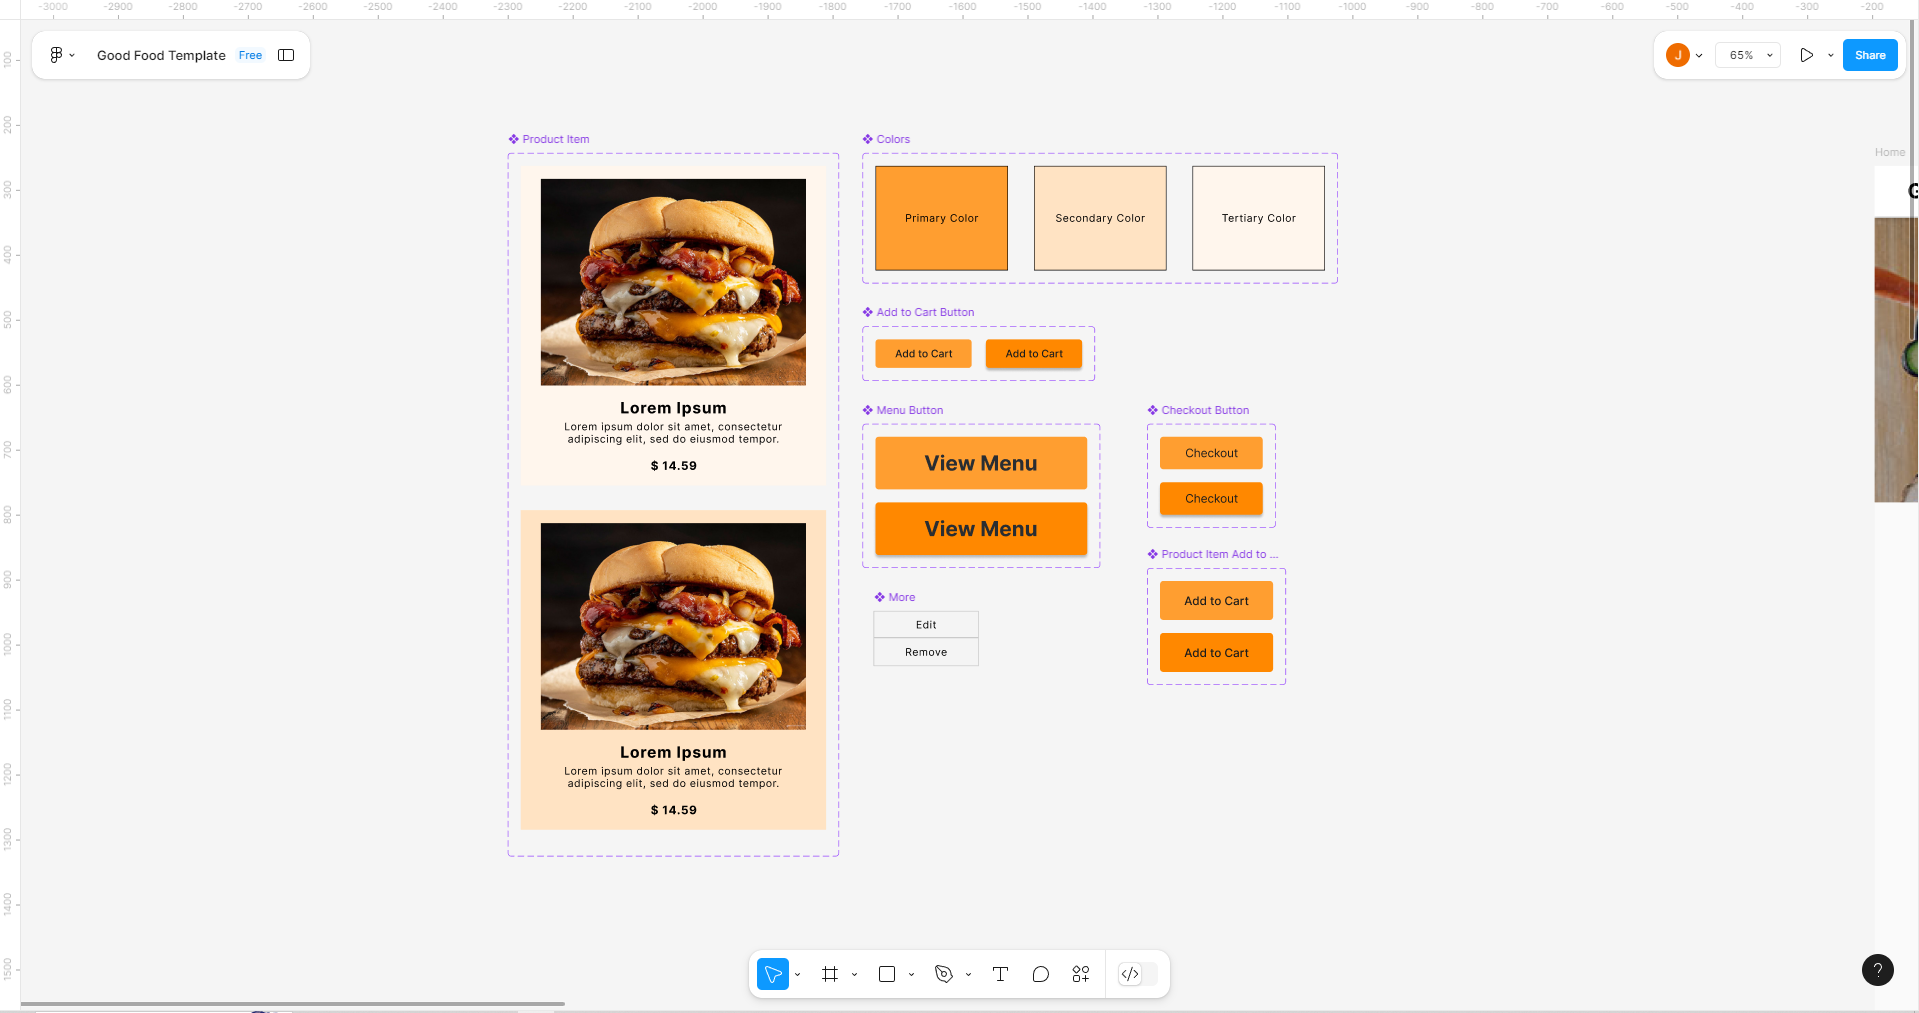 -3000 -2900 -2800 -2700 -2600 -2500 -2400 -2300 -2200 -2100 -2000 -1900 -1800 -1700 -1600 -1500 -1400 -1300 -1200 -1100 -1000 -900 -800 -700 -600 -500 -400 -300 -200
100
200
300
400
500
600
700
800
900
1000
1100
1200
1300
1400
1500
Good Food Template Free
J 65% Share
Product Item
Lorem Ipsum
Lorem ipsum dolor sit amet, consectetur
adipiscing elit, sed do eiusmod tempor.
$ 14.59
Lorem Ipsum
Lorem ipsum dolor sit amet, consectetur
adipiscing elit, sed do eiusmod tempor.
$ 14.59
Colors
Primary Color
Secondary Color
Tertiary Color
Add to Cart Button
Add to Cart
Add to Cart
Menu Button
View Menu
View Menu
More
Edit
Remove
Checkout Button
Checkout
Checkout
Product Item Add to ...
Add to Cart
Add to Cart
Home
G
?